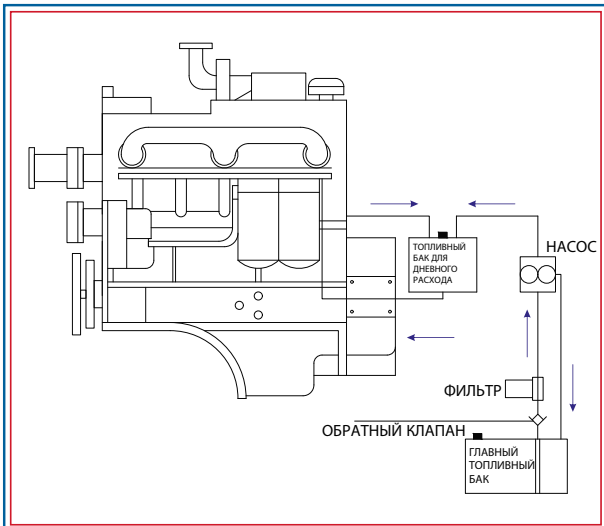 ТОПЛИВНЫЙ
БАК ДЛЯ
ДНЕВНОГО
РАСХОДА
НАСОС
ФИЛЬТР
ОБРАТНЫЙ КЛАПАН
ГЛАВНЫЙ
ТОПЛИВНЫЙ
БАК